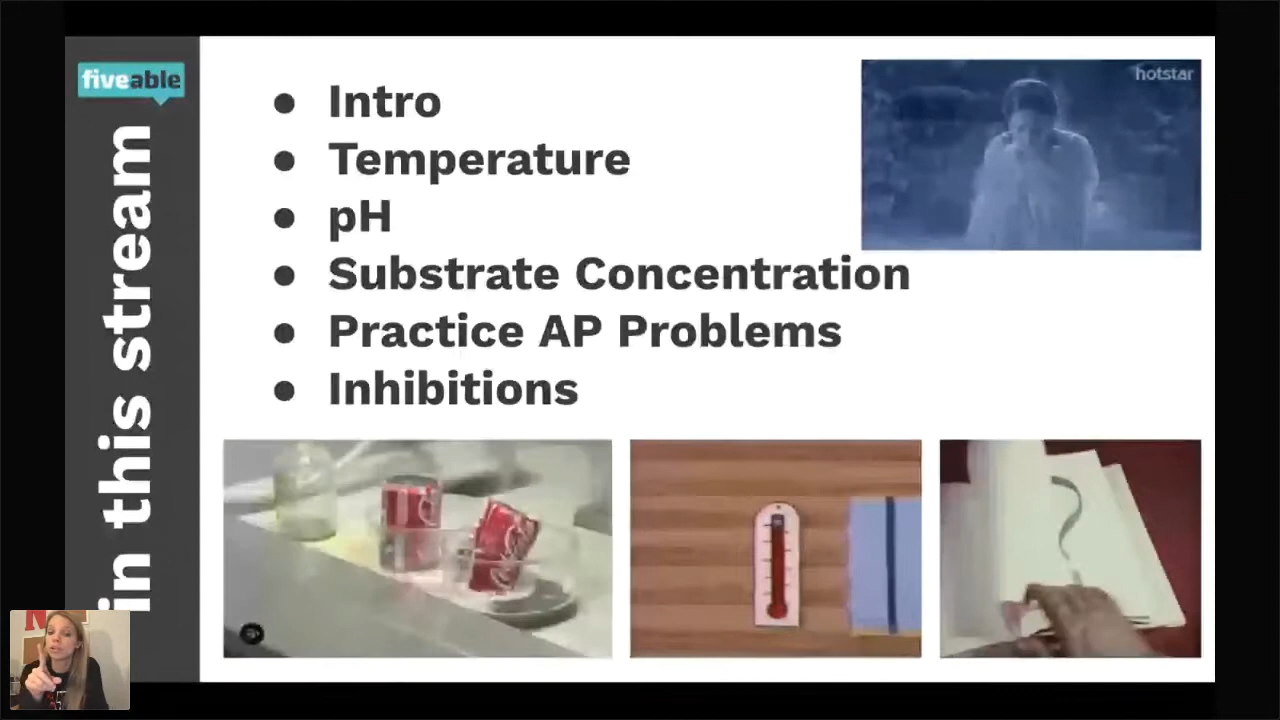 fiveable
in this stream
Intro
Temperature
pH
Substrate Concentration
Practice AP Problems
Inhibitions
hotstar